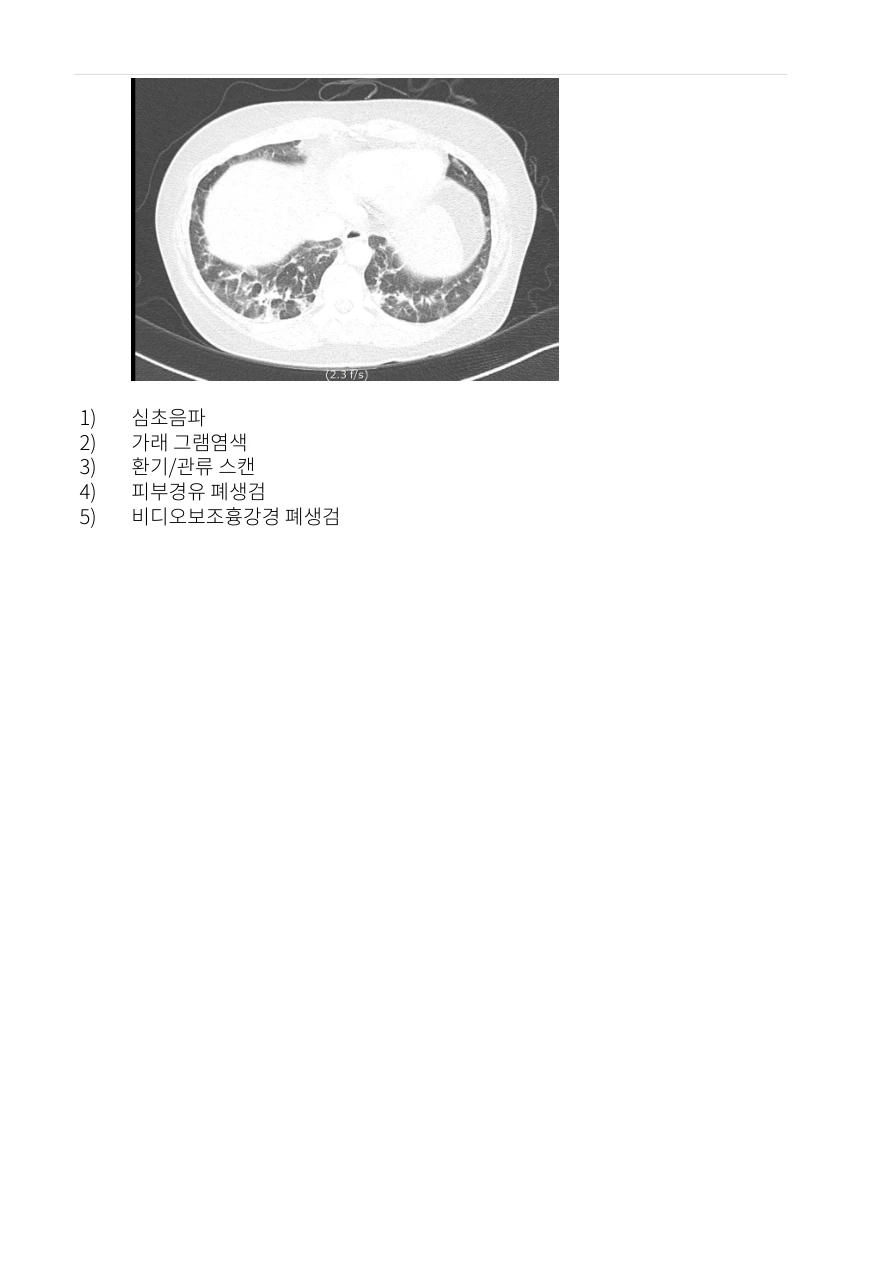 (2.3 f/s)
1) 심초음파
2) 가래 그램염색
3) 환기/관류 스캔
4) 피부경유 폐생검
5) 비디오보조흉강경 폐생검